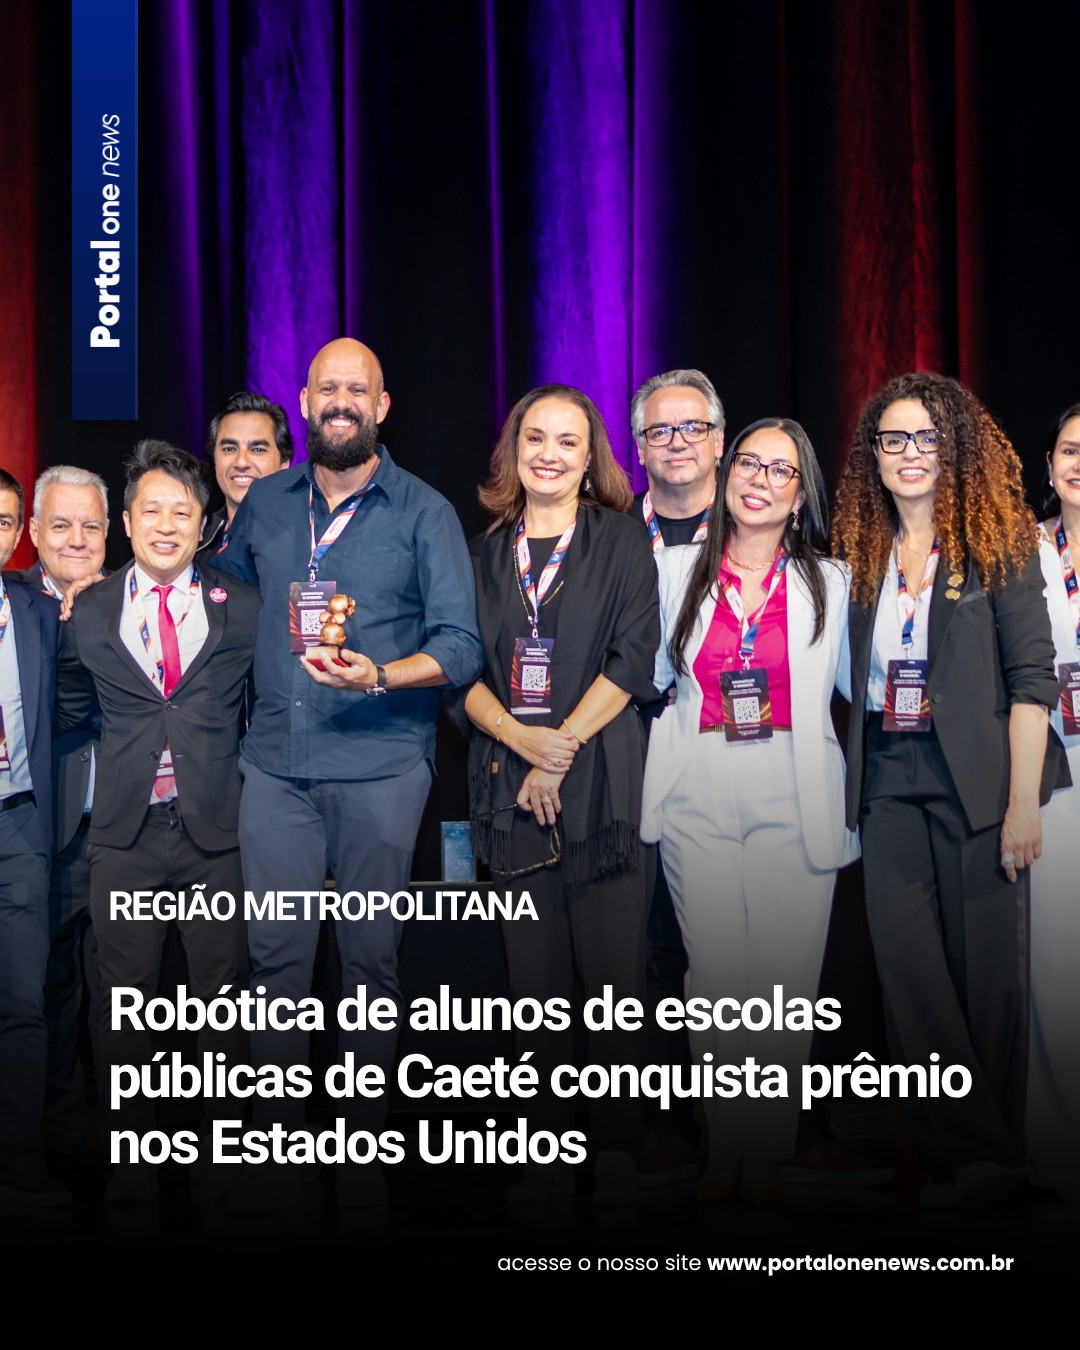 Portal one news
REGIÃO METROPOLITANA
Robótica de alunos de escolas
públicas de Caeté conquista prêmio
nos Estados Unidos
acesse o nosso site www.portalonenews.com.br